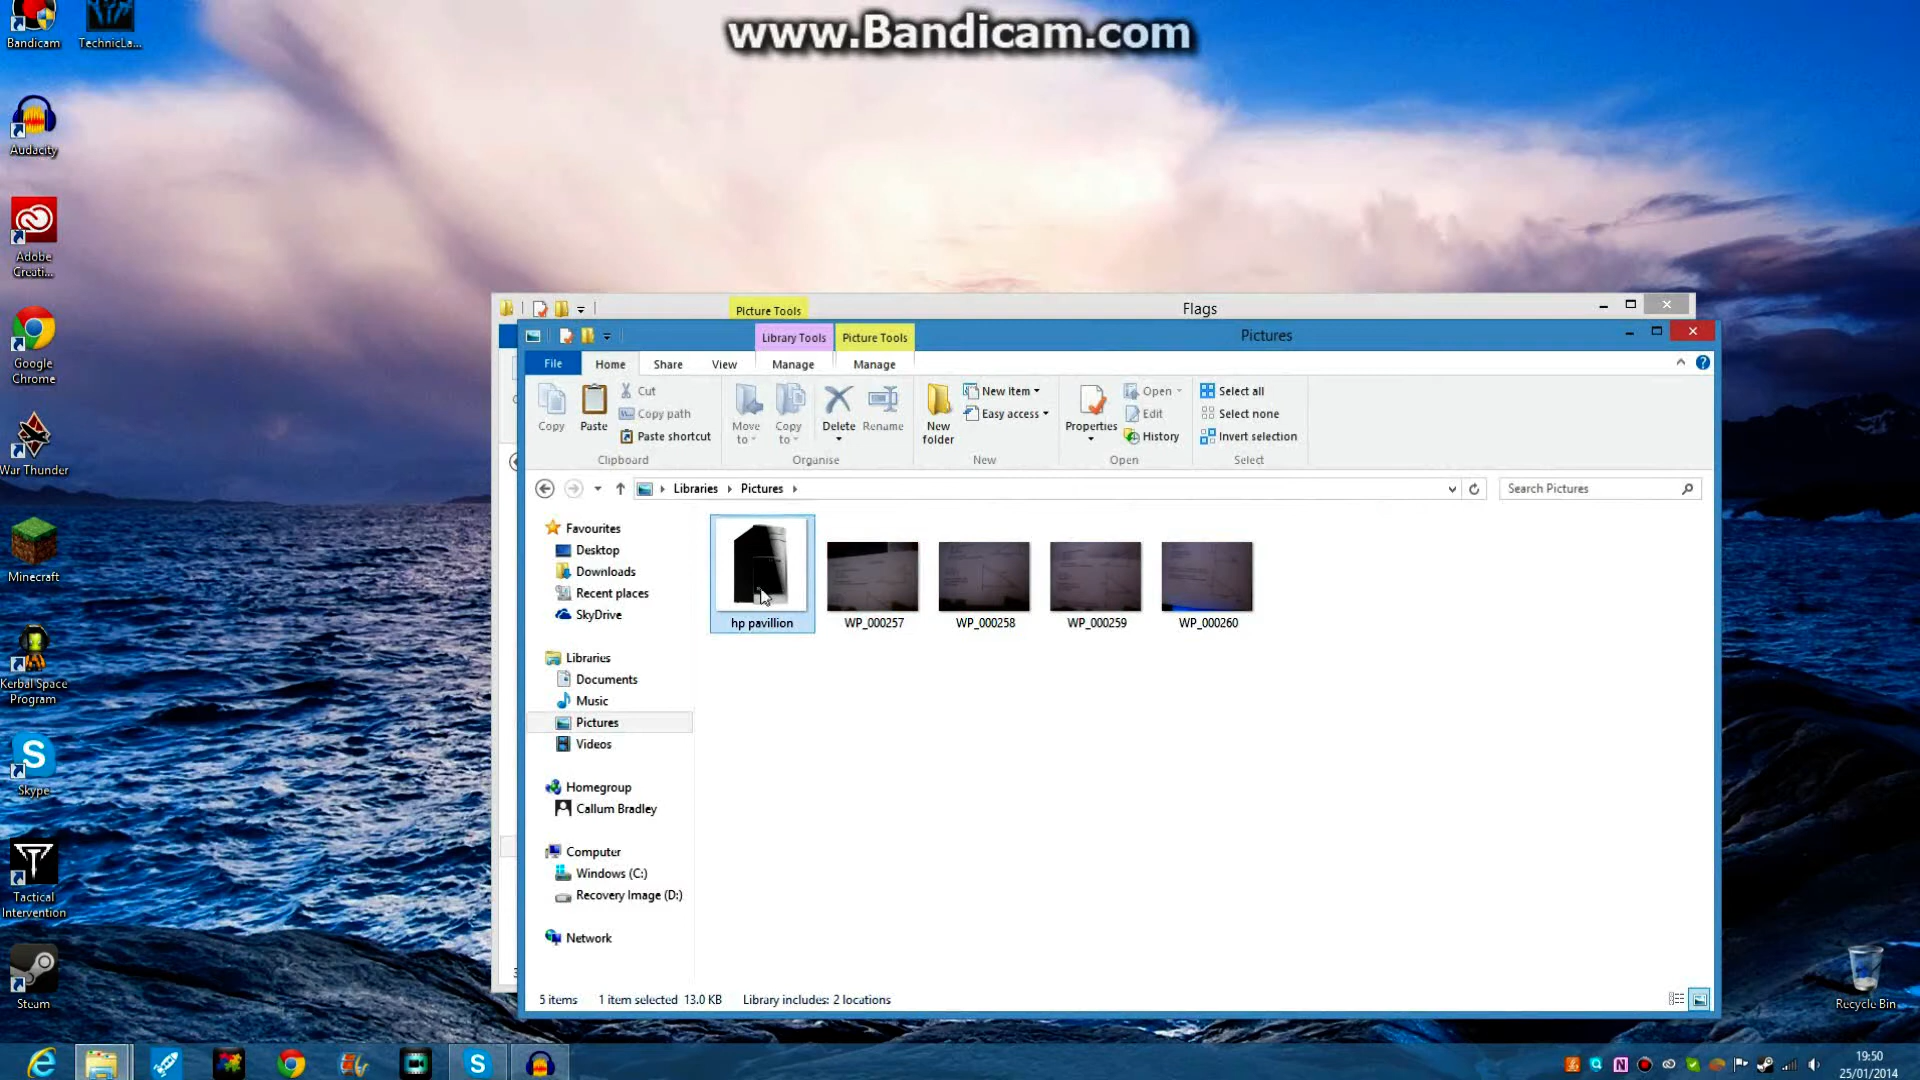 www.Bandicam.com
Bandicam
TechnicLa...
Audacity
Adobe
Creati...
Google
Chrome
War Thunder
Minecraft
Kerbal Space
Program
Skype
Tactical
Intervention
Steam
Recycle Bin
Picture Tools
Flags
Library Tools
Picture Tools
Pictures
File
Home
Share
View
Manage
Manage
Copy
Paste
Cut
Copy path
Paste shortcut
Clipboard
Move
to
Copy
to
Delete
Rename
Organise
New
folder
New item
Easy access
New
Properties
Open
Edit
History
Open
Select all
Select none
Invert selection
Select
Libraries
Pictures
Search Pictures
Favourites
Desktop
Downloads
Recent places
SkyDrive
Libraries
Documents
Music
Pictures
Videos
Homegroup
Callum Bradley
Computer
Windows (C:)
Recovery Image (D:)
Network
hp pavillion
WP_000257
WP_000258
WP_000259
WP_000260
5 items
1 item selected 13.0 KB
Library includes: 2 locations
19:50
25/01/2014